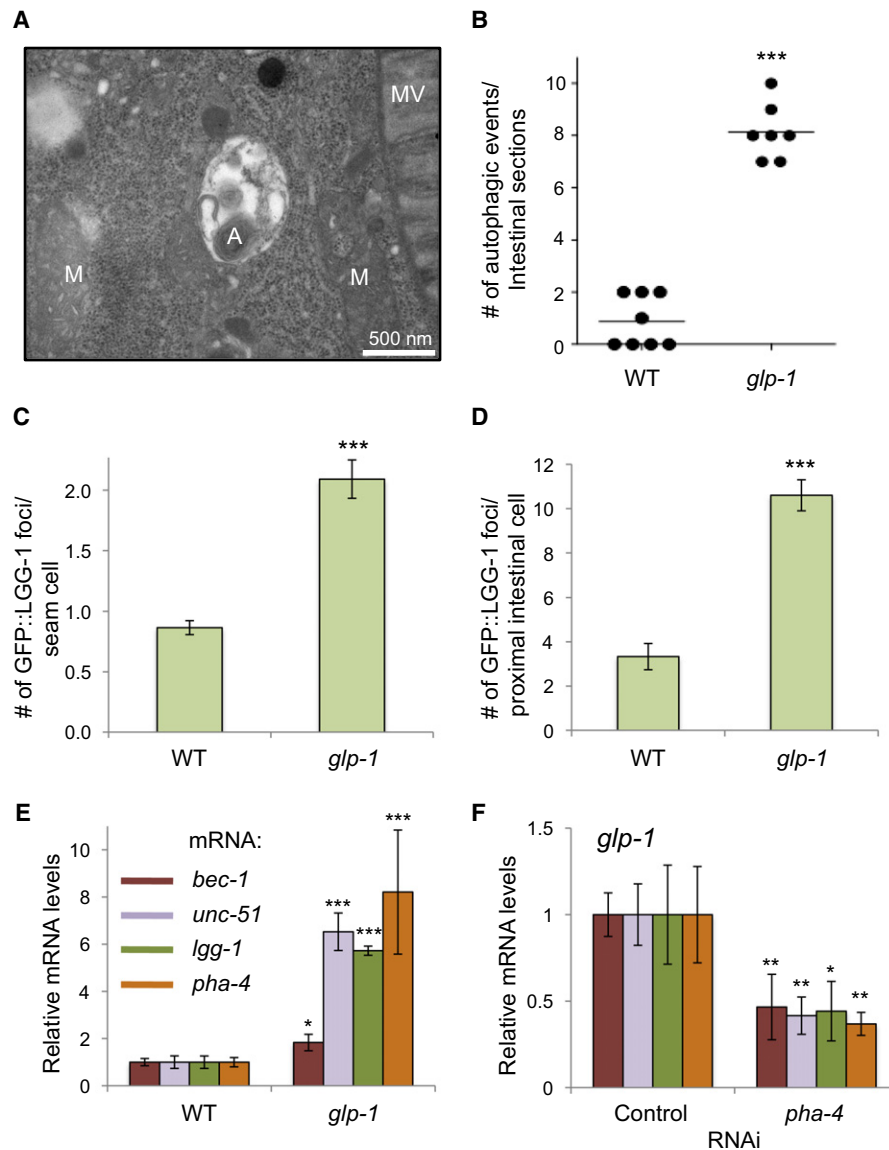 A
MV
A
M
M
500 nm
B
***
# of autophagic events/
Intestinal sections
10
8
6
4
2
0
WT
glp-1
C
***
# of GFP::LGG-1 foci/
seam cell
2.0
1.5
1.0
0.5
0.0
WT
glp-1
D
***
# of GFP::LGG-1 foci/
proximal intestinal cell
12
10
8
6
4
2
0
WT
glp-1
E
Relative mRNA levels
10
8
6
4
2
0
mRNA:
bec-1
unc-51
lgg-1
pha-4
*
***
***
***
WT
glp-1
F
Relative mRNA levels
1.5
1
0.5
0
glp-1
**
**
*
**
Control
pha-4
RNAi